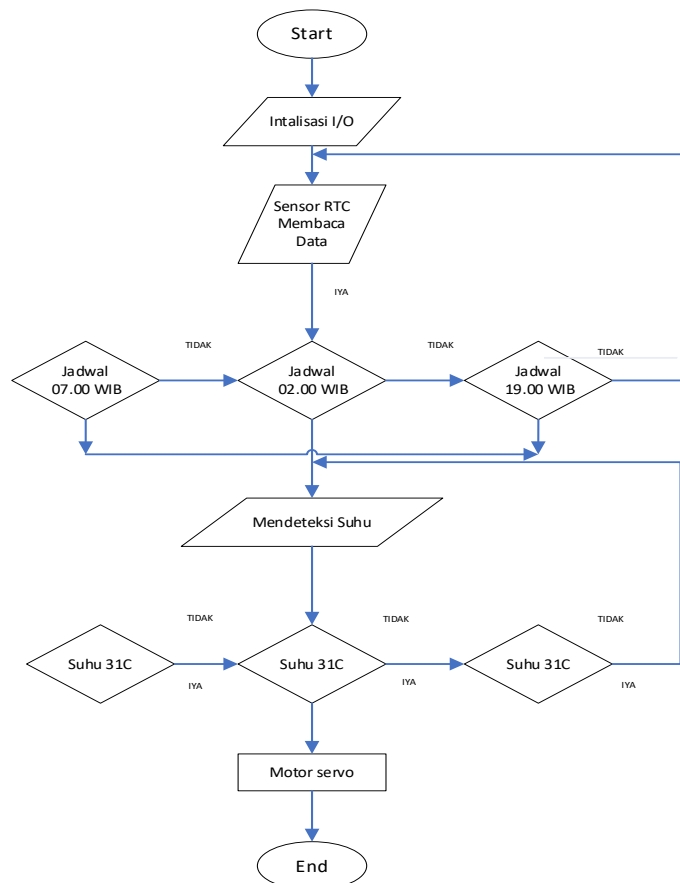 Start
Intalisasi I/O
Sensor RTC
Membaca
Data
IYA
TIDAK
TIDAK
TIDAK
Jadwal
07.00 WIB
Jadwal
02.00 WIB
Jadwal
19.00 WIB
Mendeteksi Suhu
TIDAK
TIDAK
TIDAK
Suhu 31C
Suhu 31C
Suhu 31C
IYA
IYA
IYA
Motor servo
End